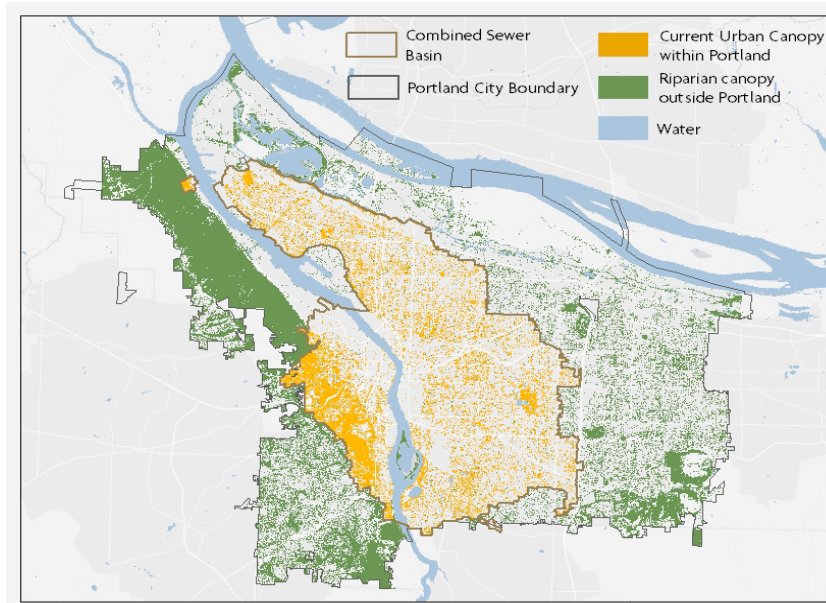 Combined Sewer
Basin
Portland City Boundary
Current Urban Canopy
within Portland
Riparian canopy
outside Portland
Water